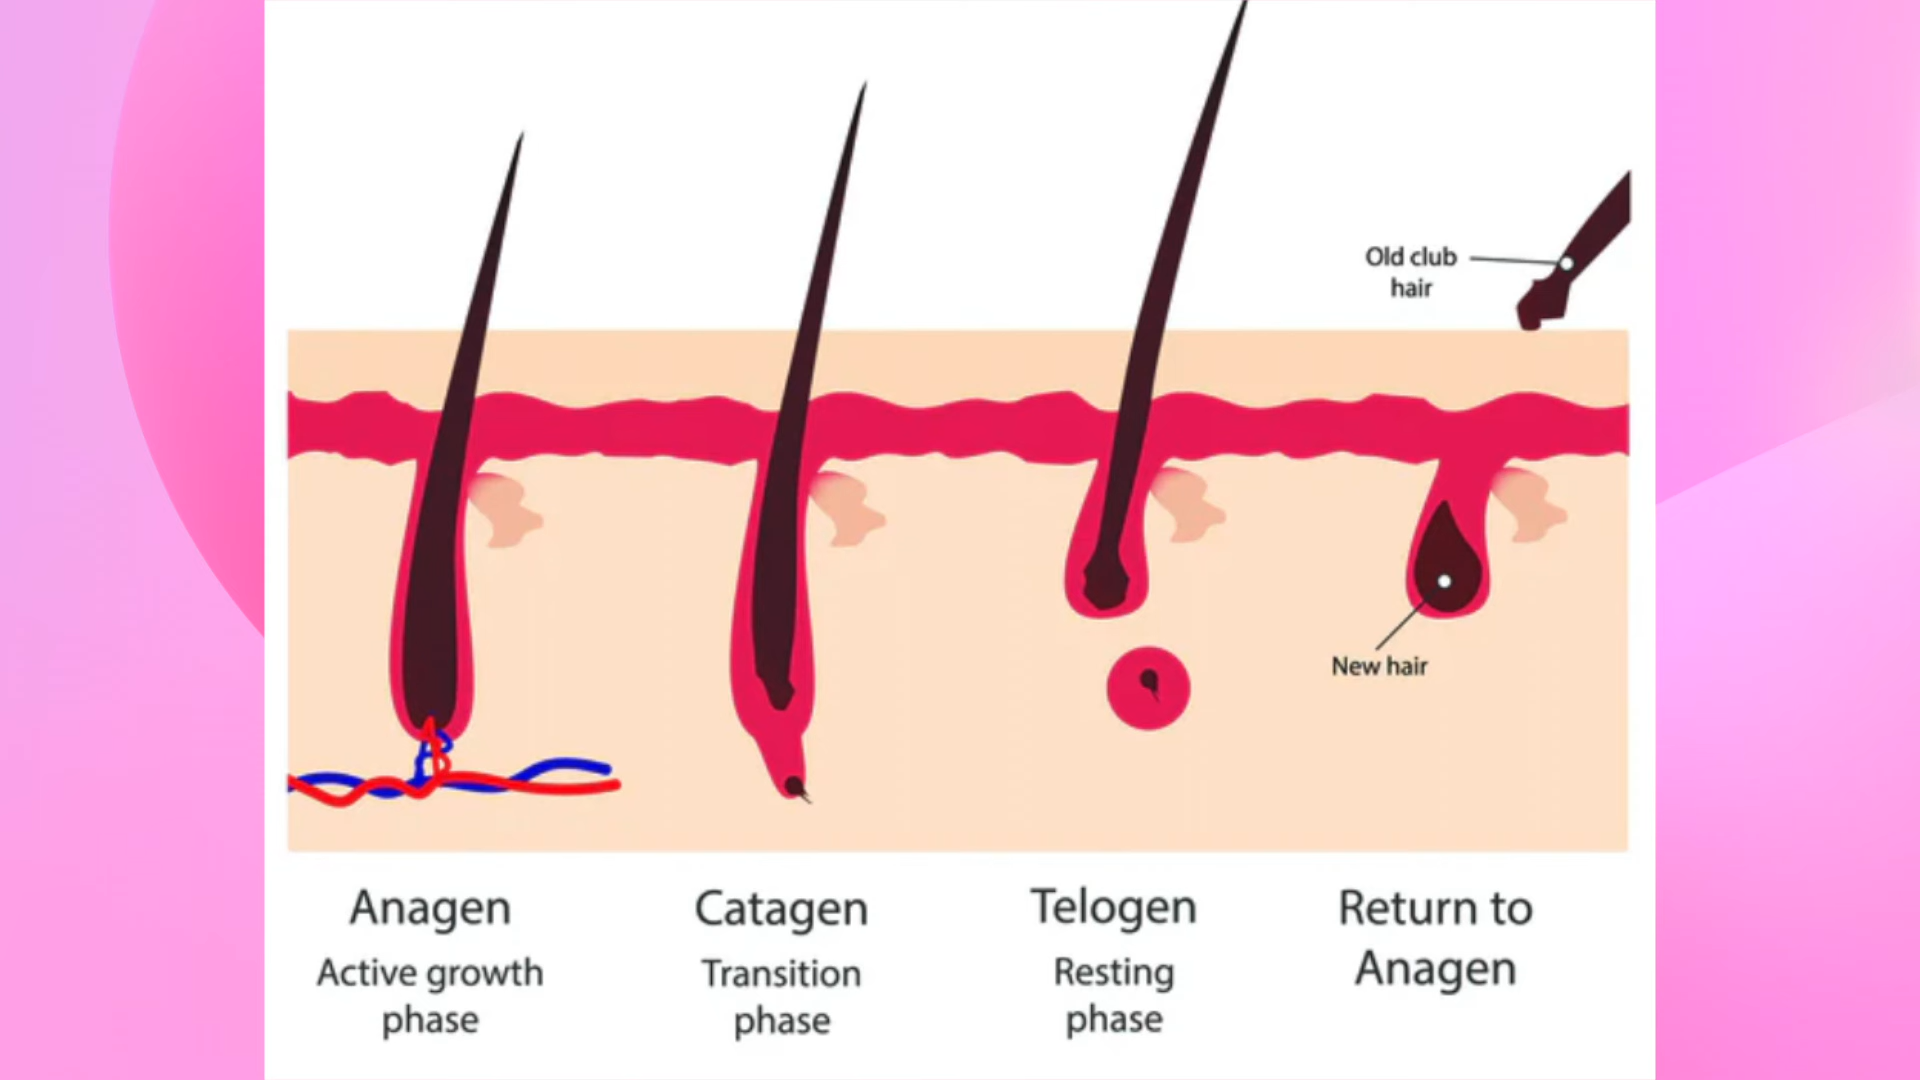 Old club
hair
New hair
Anagen
Active growth
phase
Catagen
Transition
phase
Telogen
Resting
phase
Return to
Anagen